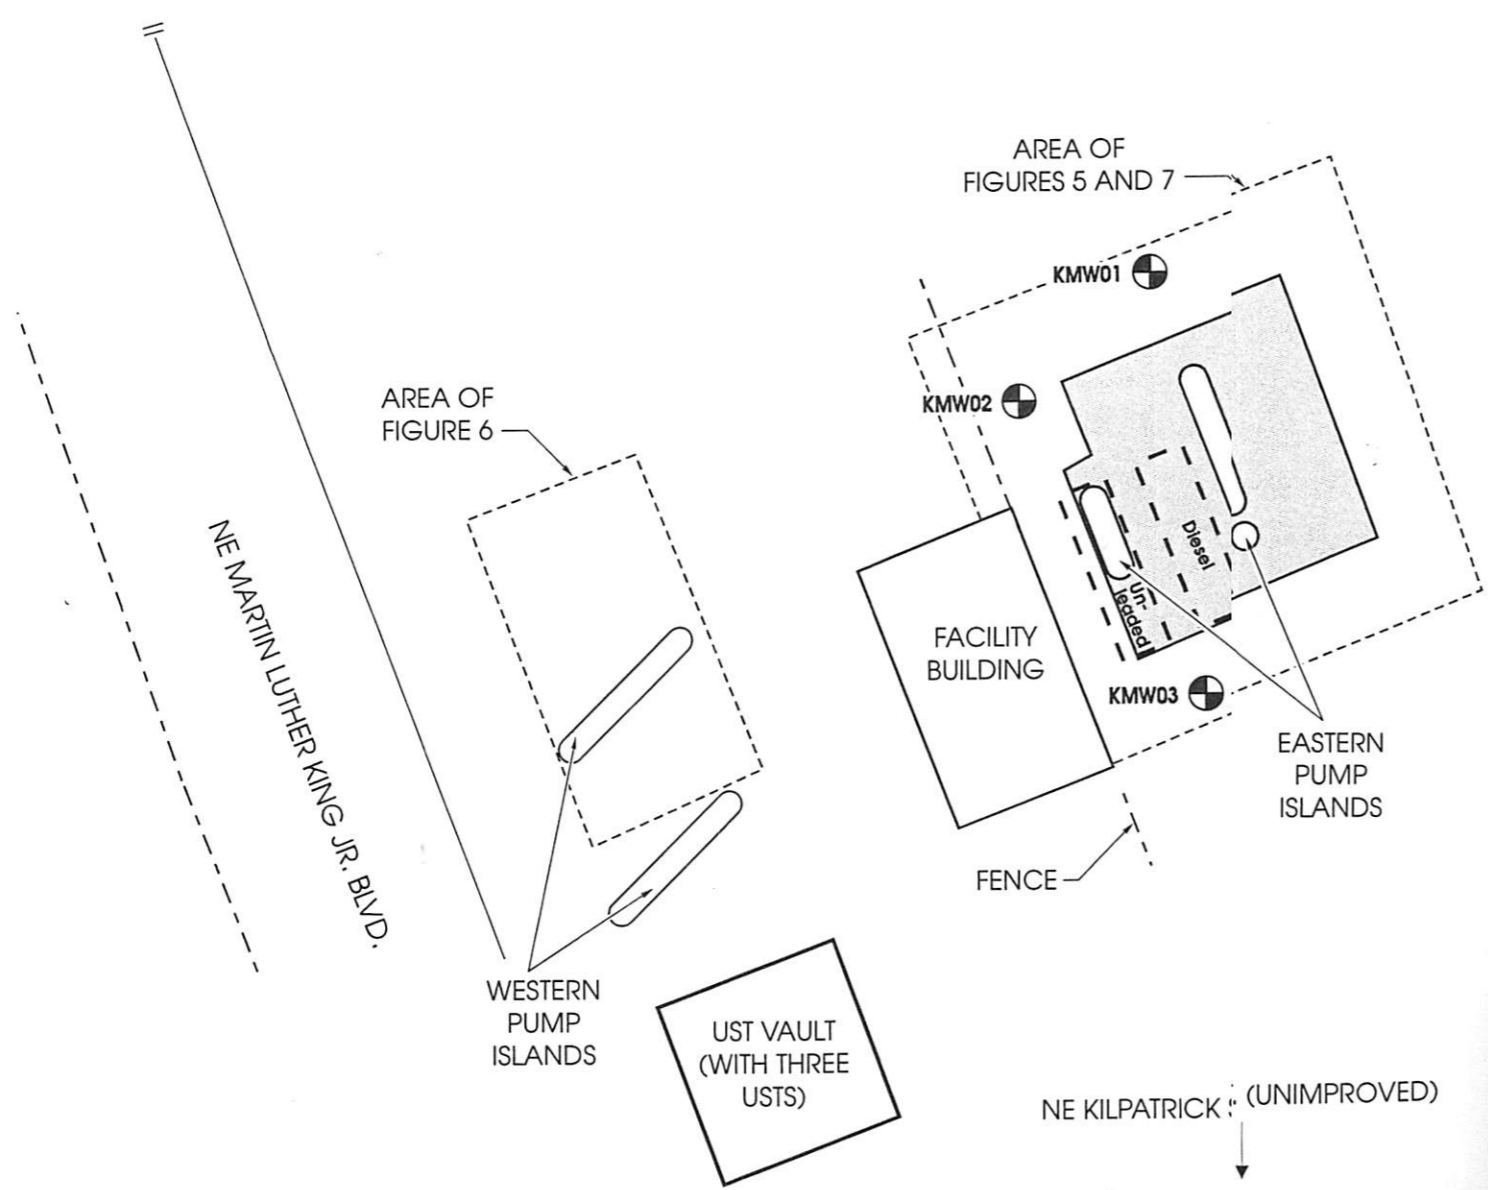 AREA OF
FIGURES 5 AND 7
KMW01
AREA OF
FIGURE 6
KMW02
NE MARTIN LUTHER KING JR. BLVD.
Diesel
Un-
leaded
FACILITY
BUILDING
KMW03
EASTERN
PUMP
ISLANDS
FENCE
WESTERN
PUMP
ISLANDS
UST VAULT
(WITH THREE
USTS)
NE KILPATRICK (UNIMPROVED)